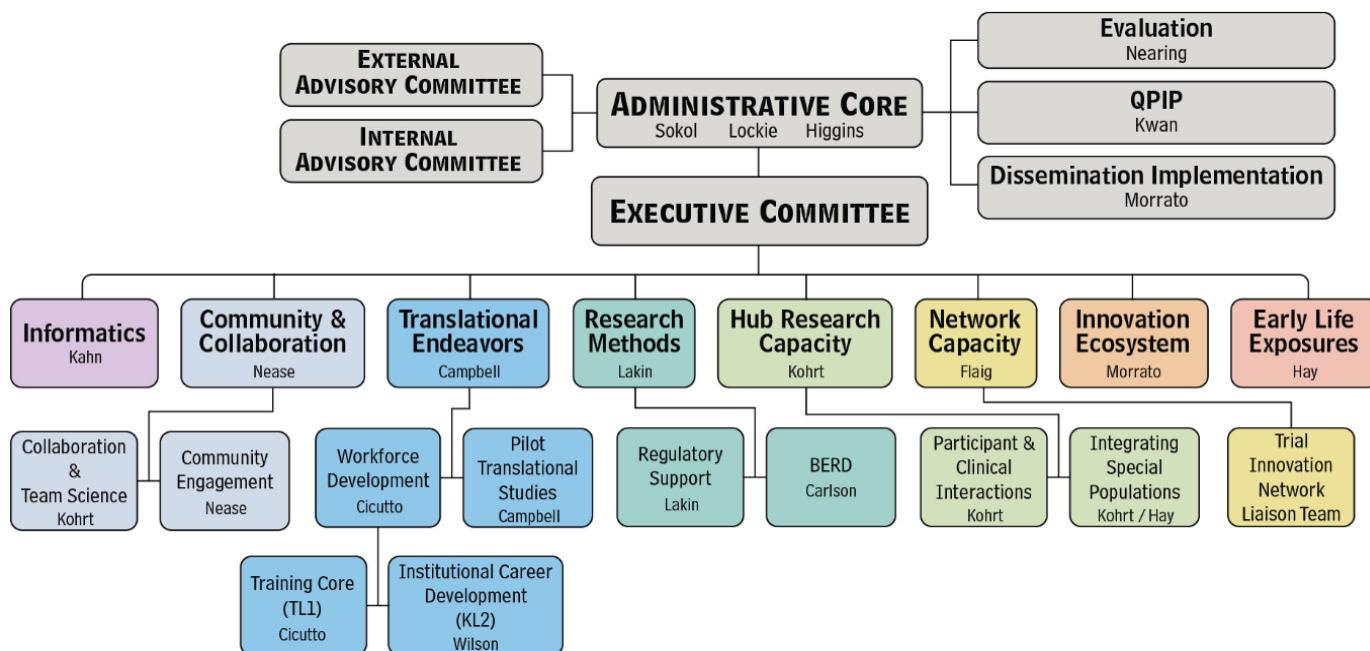 EXTERNAL
ADVISORY COMMITTEE
INTERNAL
ADVISORY COMMITTEE
ADMINISTRATIVE CORE
Sokol Lockie Higgins
Evaluation
Nearing
QPIP
Kwan
Dissemination Implementation
Morrato
EXECUTIVE COMMITTEE
Informatics
Kahn
Community &
Collaboration
Nease
Translational
Endeavors
Campbell
Research
Methods
Lakin
Hub Research
Capacity
Kohrt
Network
Capacity
Flaig
Innovation
Ecosystem
Morrato
Early Life
Exposures
Hay
Collaboration
&
Team Science
Kohrt
Community
Engagement
Nease
Workforce
Development
Cicutto
Pilot
Translational
Studies
Campbell
Regulatory
Support
Lakin
BERD
Carlson
Participant &
Clinical
Interactions
Kohrt
Integrating
Special
Populations
Kohrt / Hay
Trial
Innovation
Network
Liaison Team
Training Core
(TL1)
Cicutto
Institutional Career
Development
(KL2)
Wilson